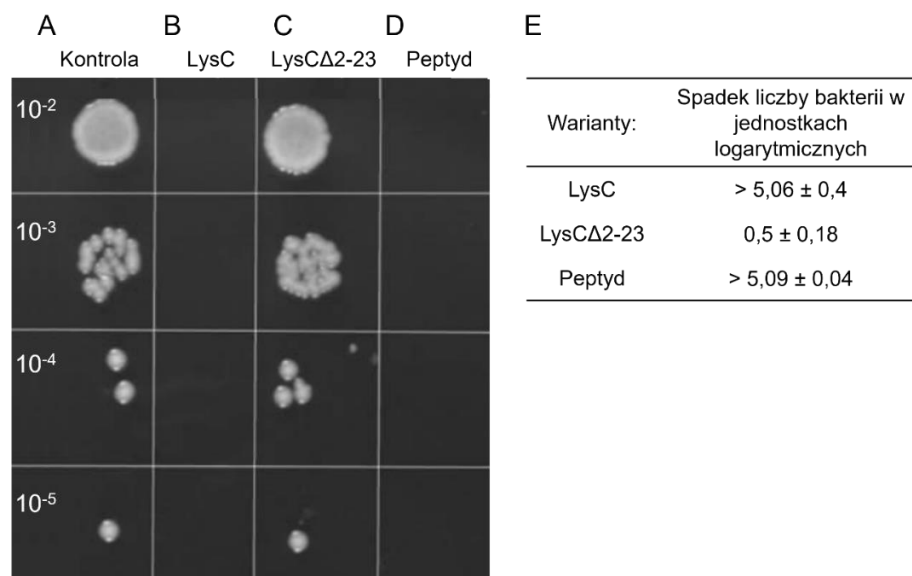 A B C D E
Kontrola LysC LysCΔ2-23 Peptyd
10-2
10-3
10-4
10-5
Warianty: Spadek liczby bakterii w
jednostkach
logarytmicznych
LysC > 5,06 ± 0,4
LysCΔ2-23 0,5 ± 0,18
Peptyd > 5,09 ± 0,04